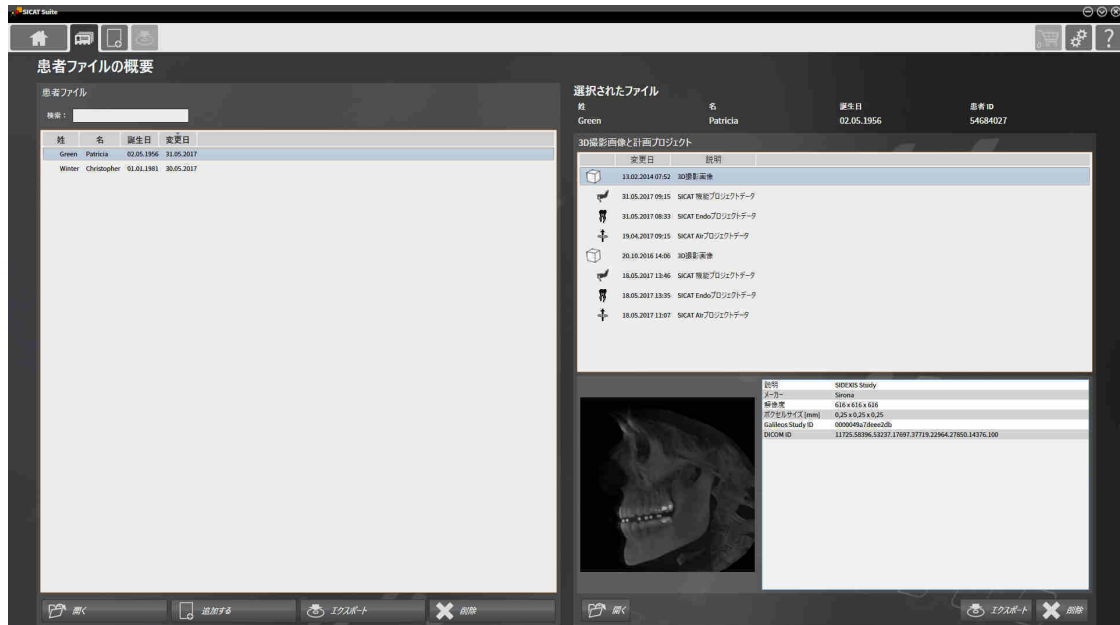 SICAT Suite
患者ファイルの概要
患者ファイル
検索：
姓 名 誕生日 変更日
Green Patricia 02.05.1956 31.05.2017
Winter Christopher 01.01.1981 30.05.2017
開く 追加する エクスポート 削除
選択されたファイル
姓 名 誕生日 患者 ID
Green Patricia 02.05.1956 54684027
3D撮影画像と計画プロジェクト
変更日 説明
13.02.2014 07:52 3D撮影画像
31.05.2017 09:15 SICAT 機能プロジェクトデータ
31.05.2017 08:33 SICAT Endoプロジェクトデータ
19.04.2017 09:15 SICAT Airプロジェクトデータ
20.10.2016 14:06 3D撮影画像
18.05.2017 13:46 SICAT 機能プロジェクトデータ
18.05.2017 13:35 SICAT Endoプロジェクトデータ
18.05.2017 11:07 SICAT Airプロジェクトデータ
説明 SIDEXIS Study
メーカー Sirona
解像度 616 x 616 x 616
ボクセルサイズ [mm] 0,25 x 0,25 x 0,25
Galileos Study ID 0000049a7deee2db
DICOM ID 11725.58396.53237.17697.37719.22964.27850.14376.100
開く エクスポート 削除